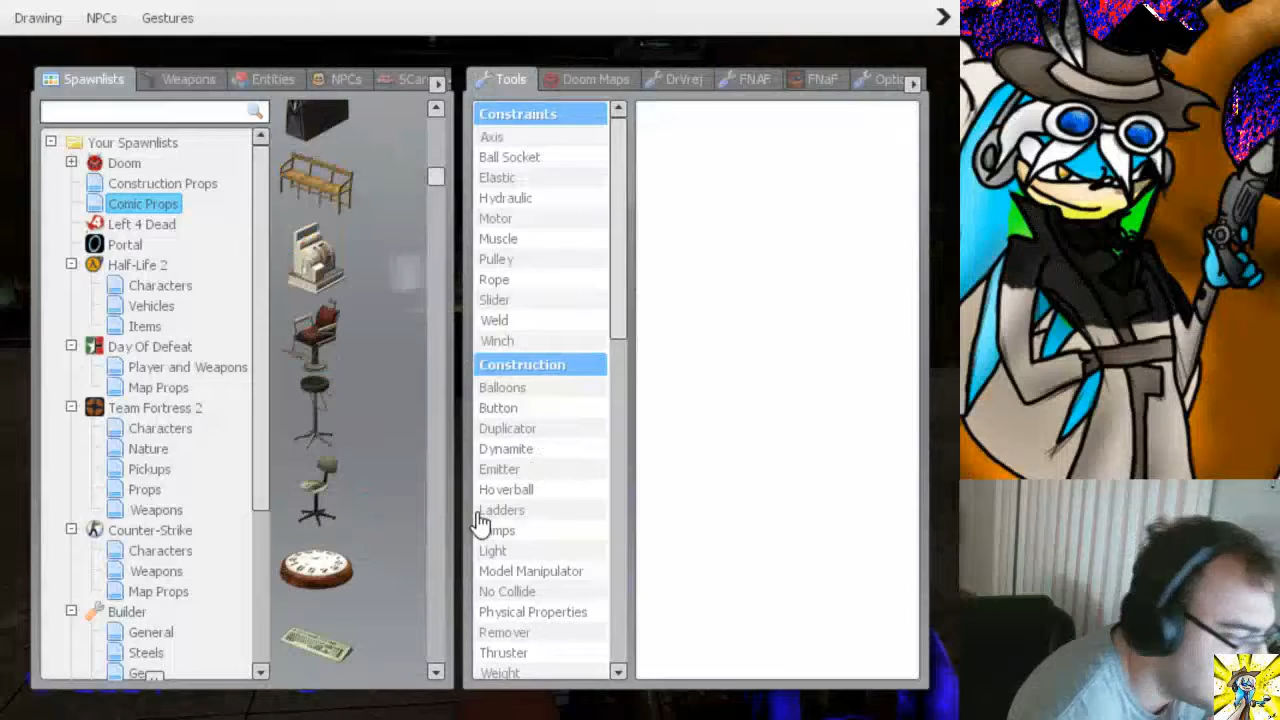 Drawing NPCs Gestures
Spawnlists Weapons Entities NPCs SCar
Tools Doom Maps DrVrej FNAF FNaF Optio
Your Spawnlists
Doom
Construction Props
Comic Props
Left 4 Dead
Portal
Half-Life 2
Characters
Vehicles
Items
Day Of Defeat
Player and Weapons
Map Props
Team Fortress 2
Characters
Nature
Pickups
Props
Weapons
Counter-Strike
Characters
Weapons
Map Props
Builder
General
Steels
Constraints
Axis
Ball Socket
Elastic
Hydraulic
Motor
Muscle
Pulley
Rope
Slider
Weld
Winch
Construction
Balloons
Button
Duplicator
Dynamite
Emitter
Hoverball
Ladders
Light
Model Manipulator
No Collide
Physical Properties
Remover
Thruster
Weight